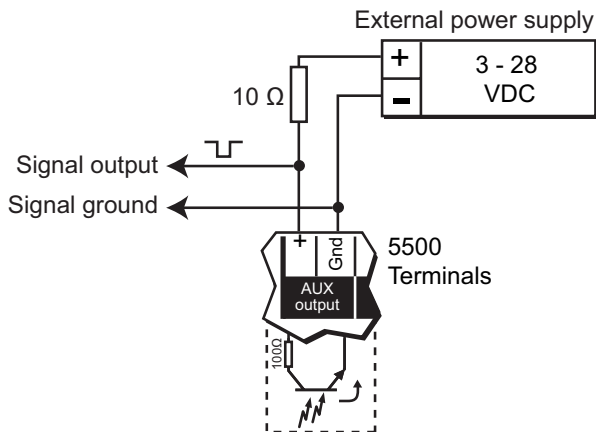 External power supply
+
3 - 28
VDC
–
10 Ω
Signal output
Signal ground
+
Gnd
5500
Terminals
AUX
output
100Ω